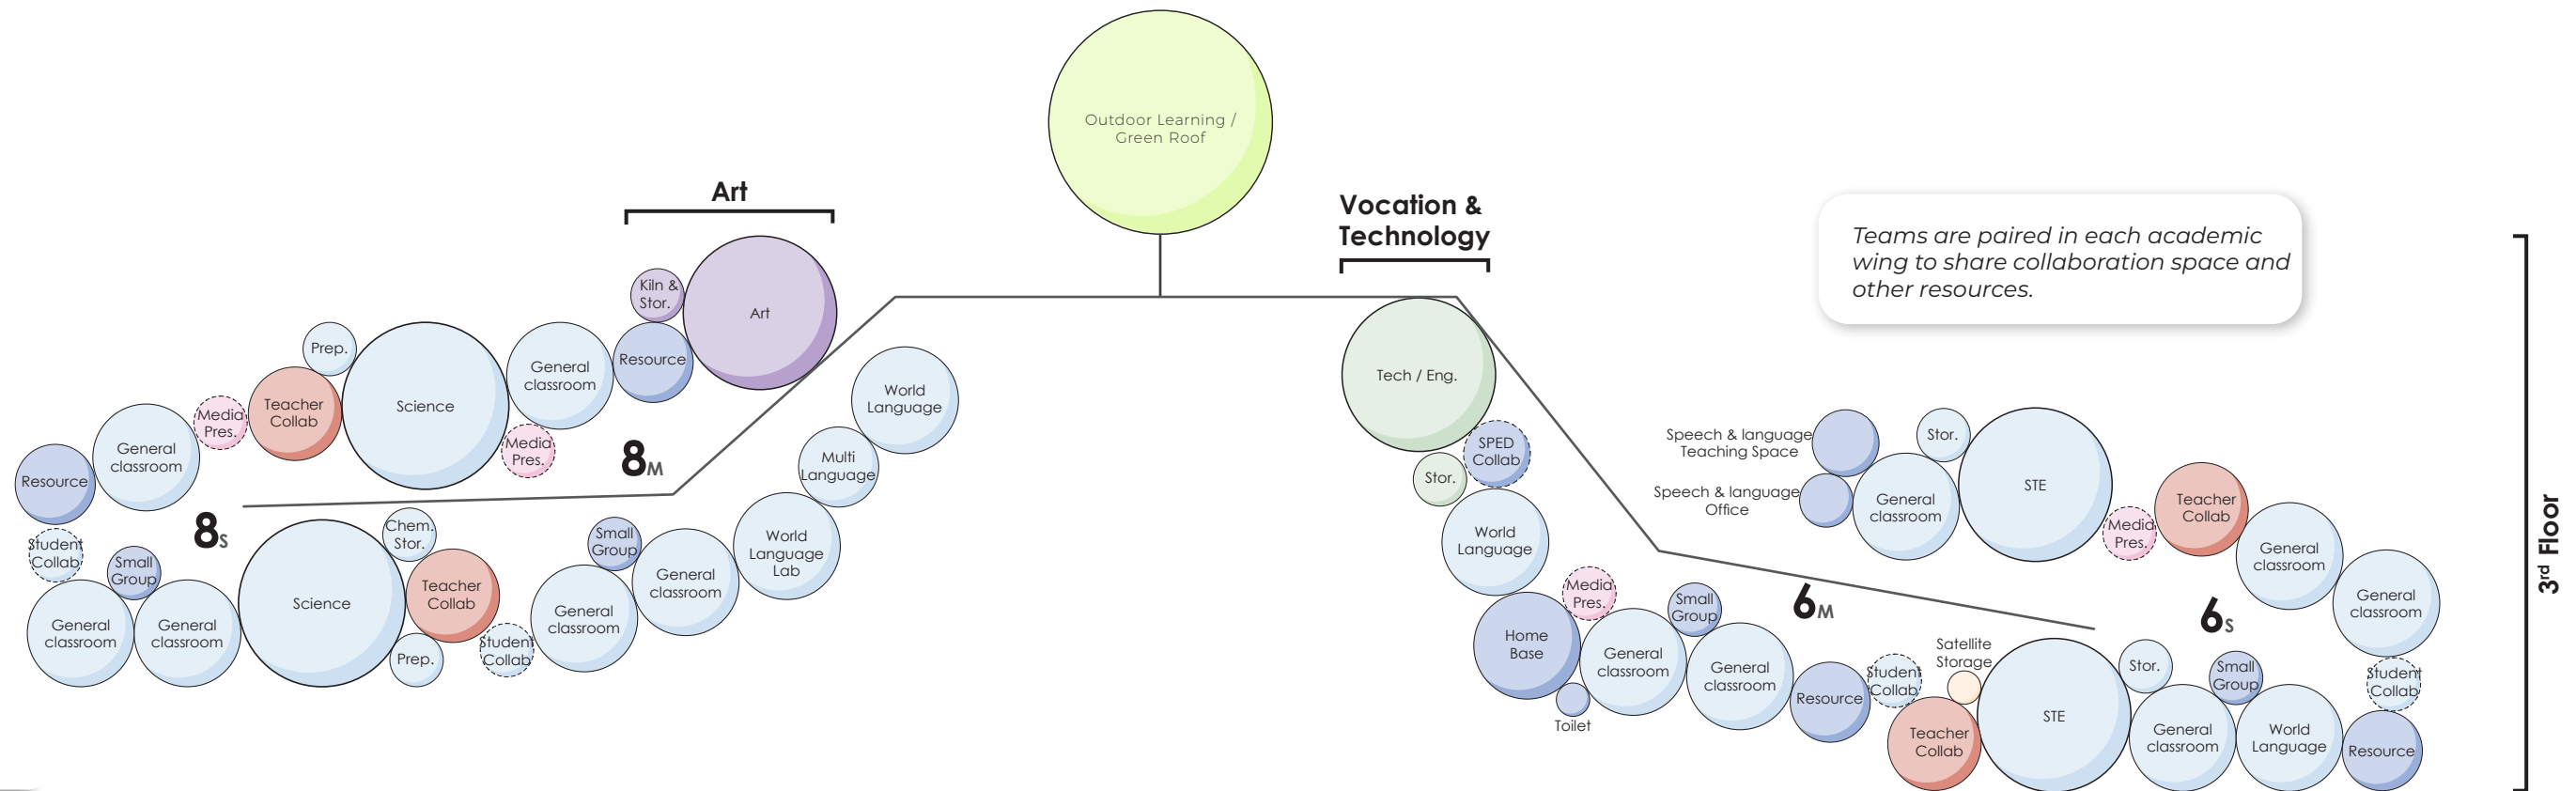 Outdoor Learning /
Green Roof
Art
Kiln &
Stor.
Art
Prep.
General
classroom
Resource
Science
Teacher
Collab
Media
Pres.
Media
Pres.
General
classroom
Resource
8M
World
Language
Multi
Language
World
Language
Lab
8S
Student
Collab
Small
Group
General
classroom
General
classroom
Science
Chem.
Stor.
Teacher
Collab
Prep.
Student
Collab
Small
Group
General
classroom
General
classroom
Vocation &
Technology
Tech / Eng.
SPED
Collab
Stor.
World
Language
Home
Base
Toilet
Media
Pres.
General
classroom
Small
Group
General
classroom
Resource
6M
Student
Collab
Satellite
Storage
Teacher
Collab
STE
Stor.
General
classroom
Small
Group
World
Language
Resource
Student
Collab
6S
Teams are paired in each academic
wing to share collaboration space and
other resources.
Speech & language
Teaching Space
Speech & language
Office
General
classroom
Stor.
STE
Media
Pres.
Teacher
Collab
General
classroom
General
classroom
3rd Floor